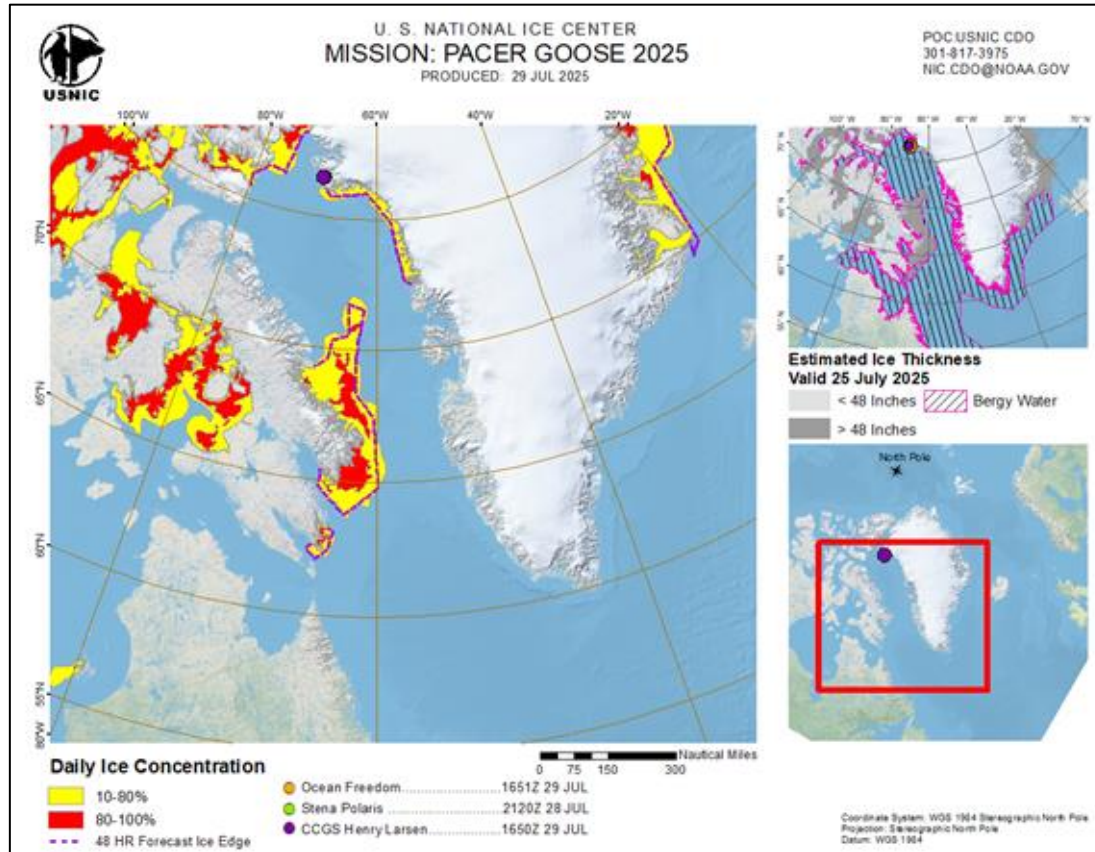 U. S. NATIONAL ICE CENTER
MISSION: PACER GOOSE 2025
PRODUCED: 29 JUL 2025
USNIC
POC:USNIC CDO
301-817-3975
NIC.CDO@NOAA.GOV
100°W
80°W
60°W
40°W
20°W
70°N
65°N
60°N
55°N
80°W
Estimated Ice Thickness
Valid 25 July 2025
< 48 Inches
Bergy Water
> 48 Inches
North Pole
Nautical Miles
0 75 150 300
Daily Ice Concentration
10-80%
80-100%
48 HR Forecast Ice Edge
Ocean Freedom 1651Z 29 JUL
Stena Polaris 2120Z 28 JUL
CCGS Henry Larsen 1650Z 29 JUL
Coordinate System: WGS 1984 Stereographic North Pole
Projection: Stereographic North Pole
Datum: WGS 1984